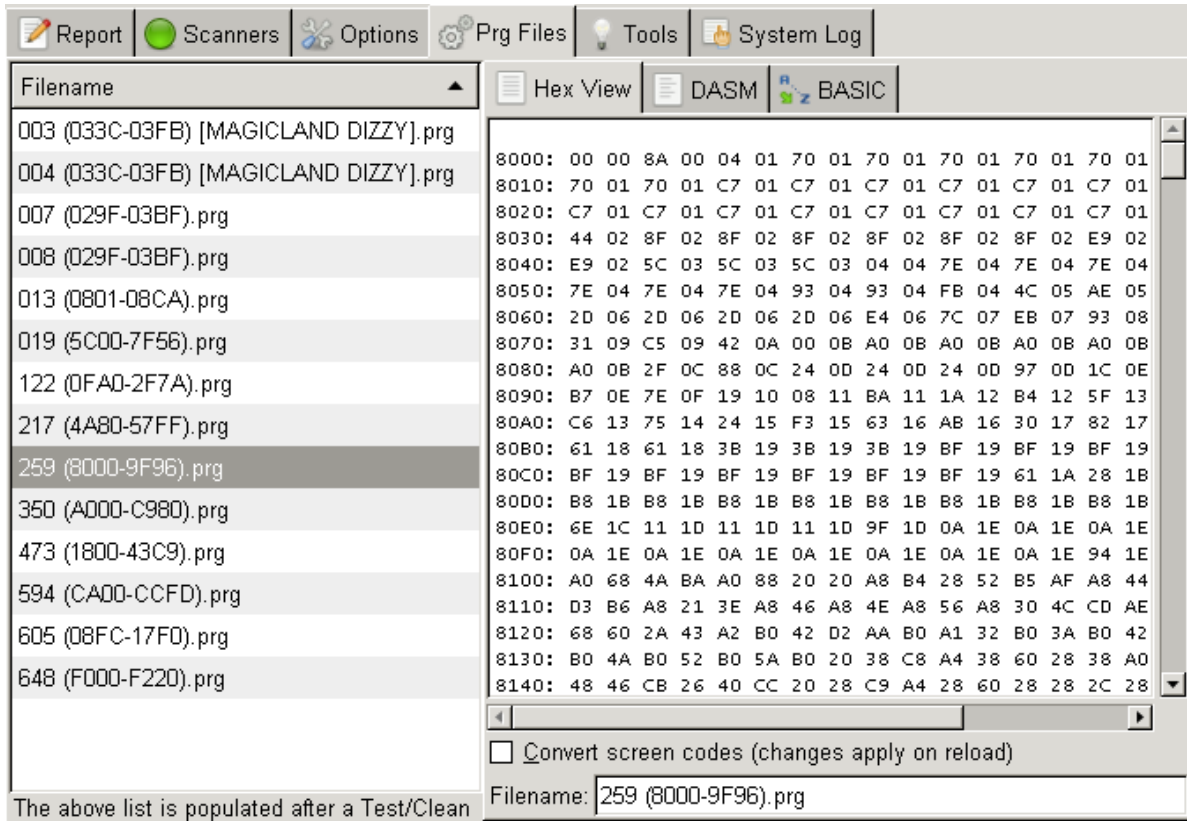 Report Scanners Options Prg Files Tools System Log
Filename
003 (033C-03FB) [MAGICLAND DIZZY].prg
004 (033C-03FB) [MAGICLAND DIZZY].prg
007 (029F-03BF).prg
008 (029F-03BF).prg
013 (0801-08CA).prg
019 (5C00-7F56).prg
122 (0FA0-2F7A).prg
217 (4A80-57FF).prg
259 (8000-9F96).prg
350 (A000-C980).prg
473 (1800-43C9).prg
594 (CA00-CCFD).prg
605 (08FC-17F0).prg
648 (F000-F220).prg
The above list is populated after a Test/Clean
Hex View DASM BASIC
8000: 00 00 8A 00 04 01 70 01 70 01 70 01 70 01 70 01
8010: 70 01 70 01 C7 01 C7 01 C7 01 C7 01 C7 01 C7 01
8020: C7 01 C7 01 C7 01 C7 01 C7 01 C7 01 C7 01 C7 01
8030: 44 02 8F 02 8F 02 8F 02 8F 02 8F 02 8F 02 E9 02
8040: E9 02 5C 03 5C 03 5C 03 04 04 7E 04 7E 04 7E 04
8050: 7E 04 7E 04 7E 04 93 04 93 04 FB 04 4C 05 AE 05
8060: 2D 06 2D 06 2D 06 2D 06 E4 06 7C 07 EB 07 93 08
8070: 31 09 C5 09 42 0A 00 0B A0 0B A0 0B A0 0B A0 0B
8080: A0 0B 2F 0C 88 0C 24 0D 24 0D 24 0D 97 0D 1C 0E
8090: B7 0E 7E 0F 19 10 08 11 BA 11 1A 12 B4 12 5F 13
80A0: C6 13 75 14 24 15 F3 15 63 16 AB 16 30 17 82 17
80B0: 61 18 61 18 3B 19 3B 19 3B 19 BF 19 BF 19 BF 19
80C0: BF 19 BF 19 BF 19 BF 19 BF 19 BF 19 61 1A 28 1B
80D0: B8 1B B8 1B B8 1B B8 1B B8 1B B8 1B B8 1B B8 1B
80E0: 6E 1C 11 1D 11 1D 11 1D 9F 1D 0A 1E 0A 1E 0A 1E
80F0: 0A 1E 0A 1E 0A 1E 0A 1E 0A 1E 0A 1E 0A 1E 94 1E
8100: A0 68 4A BA A0 88 20 20 A8 B4 28 52 B5 AF A8 44
8110: D3 B6 A8 21 3E A8 46 A8 4E A8 56 A8 30 4C CD AE
8120: 68 60 2A 43 A2 B0 42 D2 AA B0 A1 32 B0 3A B0 42
8130: B0 4A B0 52 B0 5A B0 20 38 C8 A4 38 60 28 38 A0
8140: 48 46 CB 26 40 CC 20 28 C9 A4 28 60 28 28 2C 28
Convert screen codes (changes apply on reload)
Filename: 259 (8000-9F96).prg